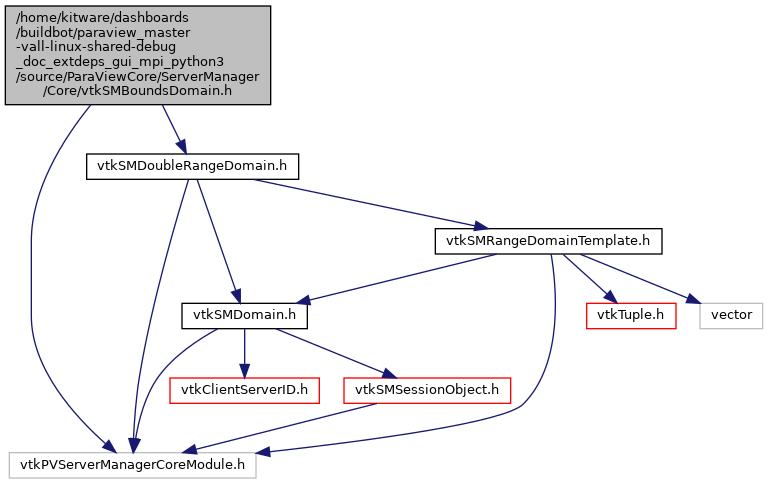 /home/kitware/dashboards
/buildbot/paraview_master
-vall-linux-shared-debug
_doc_extdeps_gui_mpi_python3
/source/ParaViewCore/ServerManager
/Core/vtkSMBoundsDomain.h
vtkSMDoubleRangeDomain.h
vtkSMRangeDomainTemplate.h
vtkSMDomain.h
vtkTuple.h
vector
vtkClientServerID.h
vtkSMSessionObject.h
vtkPVServerManagerCoreModule.h